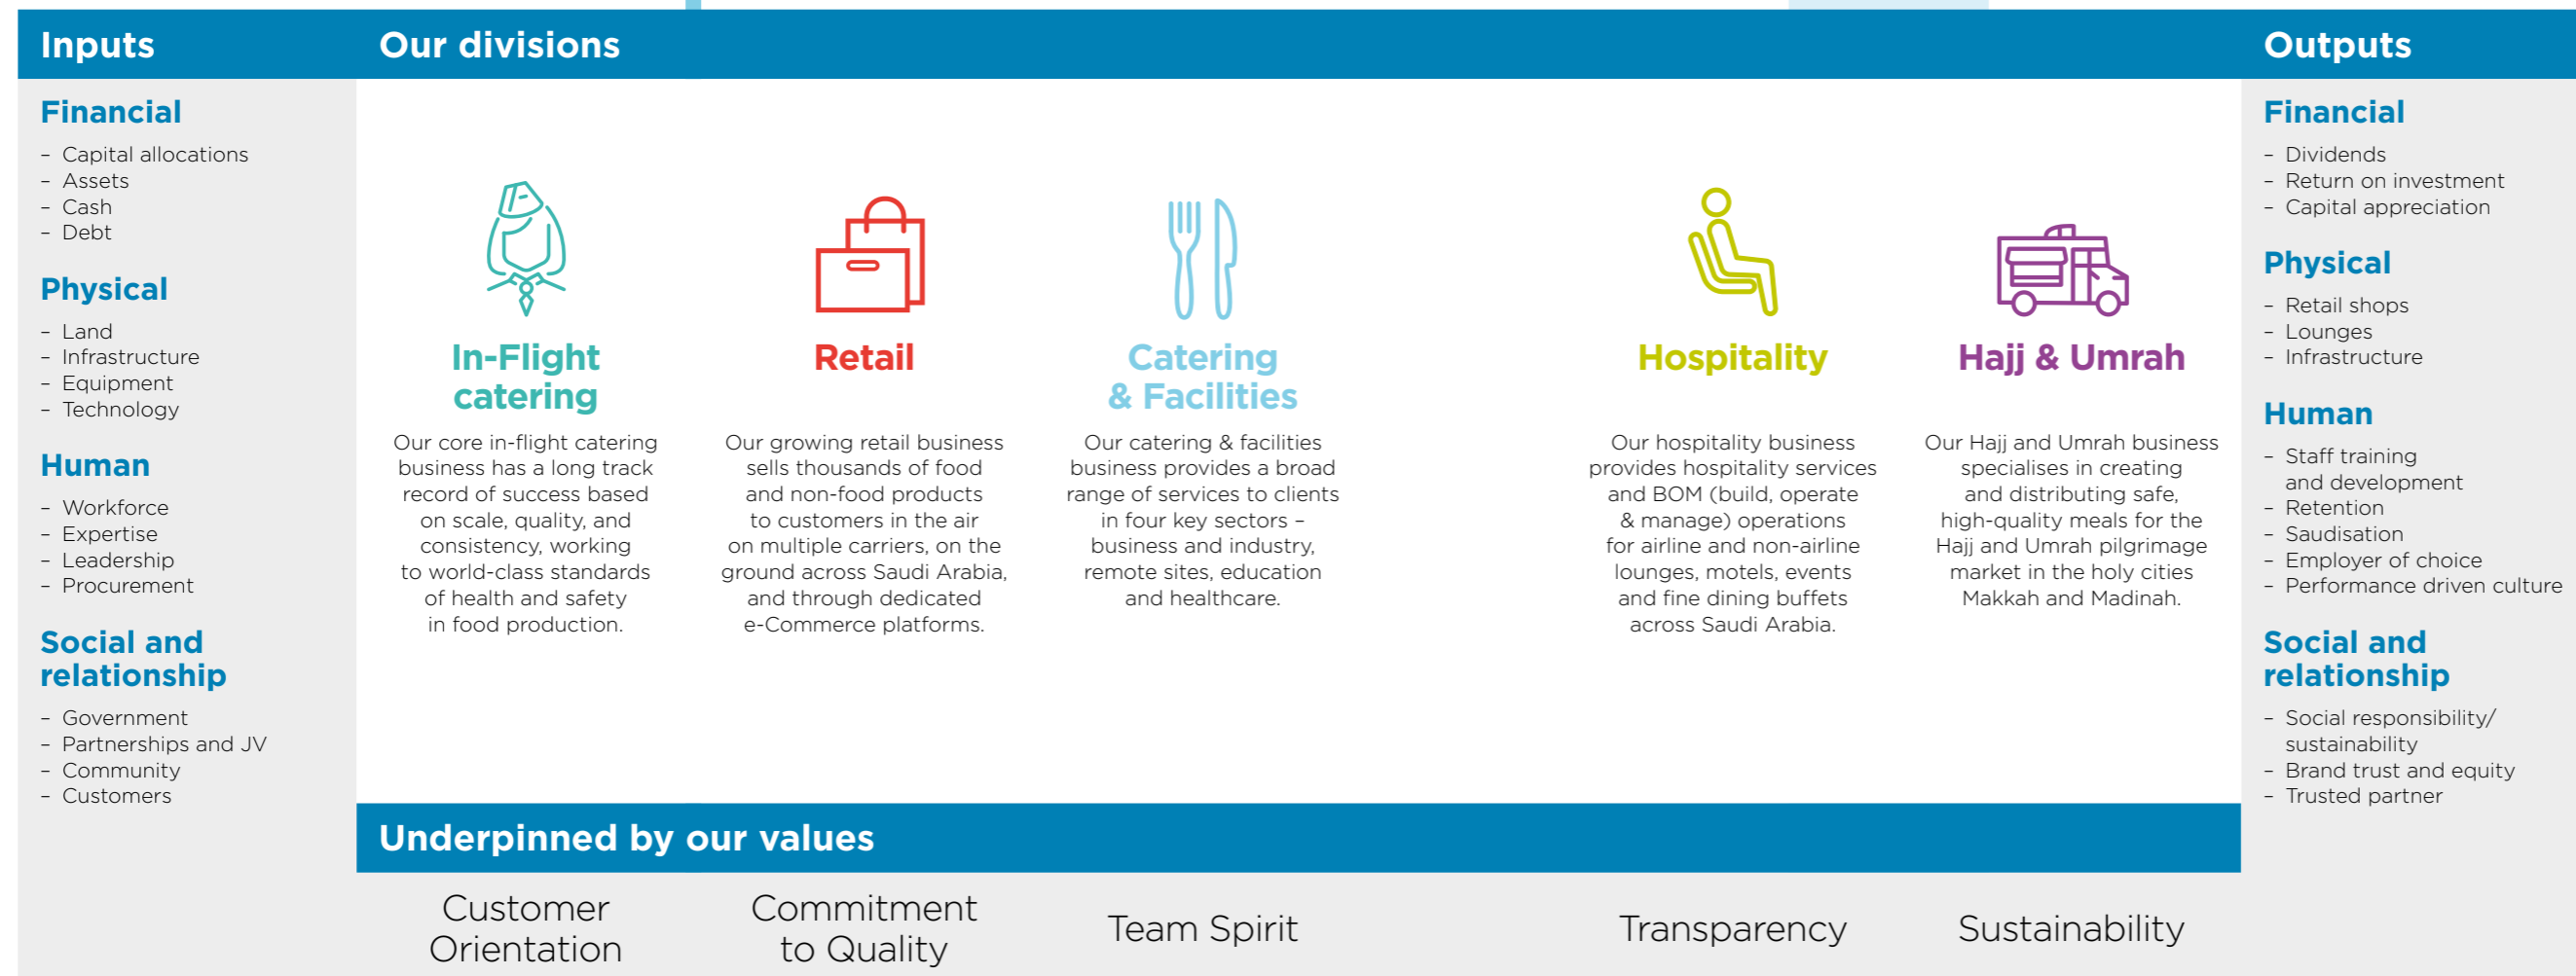 Inputs
Financial
– Capital allocations
– Assets
– Cash
– Debt
Physical
– Land
– Infrastructure
– Equipment
– Technology
Human
– Workforce
– Expertise
– Leadership
– Procurement
Social and
relationship
– Government
– Partnerships and JV
– Community
– Customers
Our divisions
In-Flight
catering
Our core in-flight catering
business has a long track
record of success based
on scale, quality, and
consistency, working
to world-class standards
of health and safety
in food production.
Retail
Our growing retail business
sells thousands of food
and non-food products
to customers in the air
on multiple carriers, on the
ground across Saudi Arabia,
and through dedicated
e-Commerce platforms.
Catering
& Facilities
Our catering & facilities
business provides a broad
range of services to clients
in four key sectors –
business and industry,
remote sites, education
and healthcare.
Hospitality
Our hospitality business
provides hospitality services
and BOM (build, operate
& manage) operations
for airline and non-airline
lounges, motels, events
and fine dining buffets
across Saudi Arabia.
Hajj & Umrah
Our Hajj and Umrah business
specialises in creating
and distributing safe,
high-quality meals for the
Hajj and Umrah pilgrimage
market in the holy cities
Makkah and Madinah.
Underpinned by our values
Customer
Orientation
Commitment
to Quality
Team Spirit
Transparency
Sustainability
Outputs
Financial
– Dividends
– Return on investment
– Capital appreciation
Physical
– Retail shops
– Lounges
– Infrastructure
Human
– Staff training
and development
– Retention
– Saudisation
– Employer of choice
– Performance driven culture
Social and
relationship
– Social responsibility/
sustainability
– Brand trust and equity
– Trusted partner